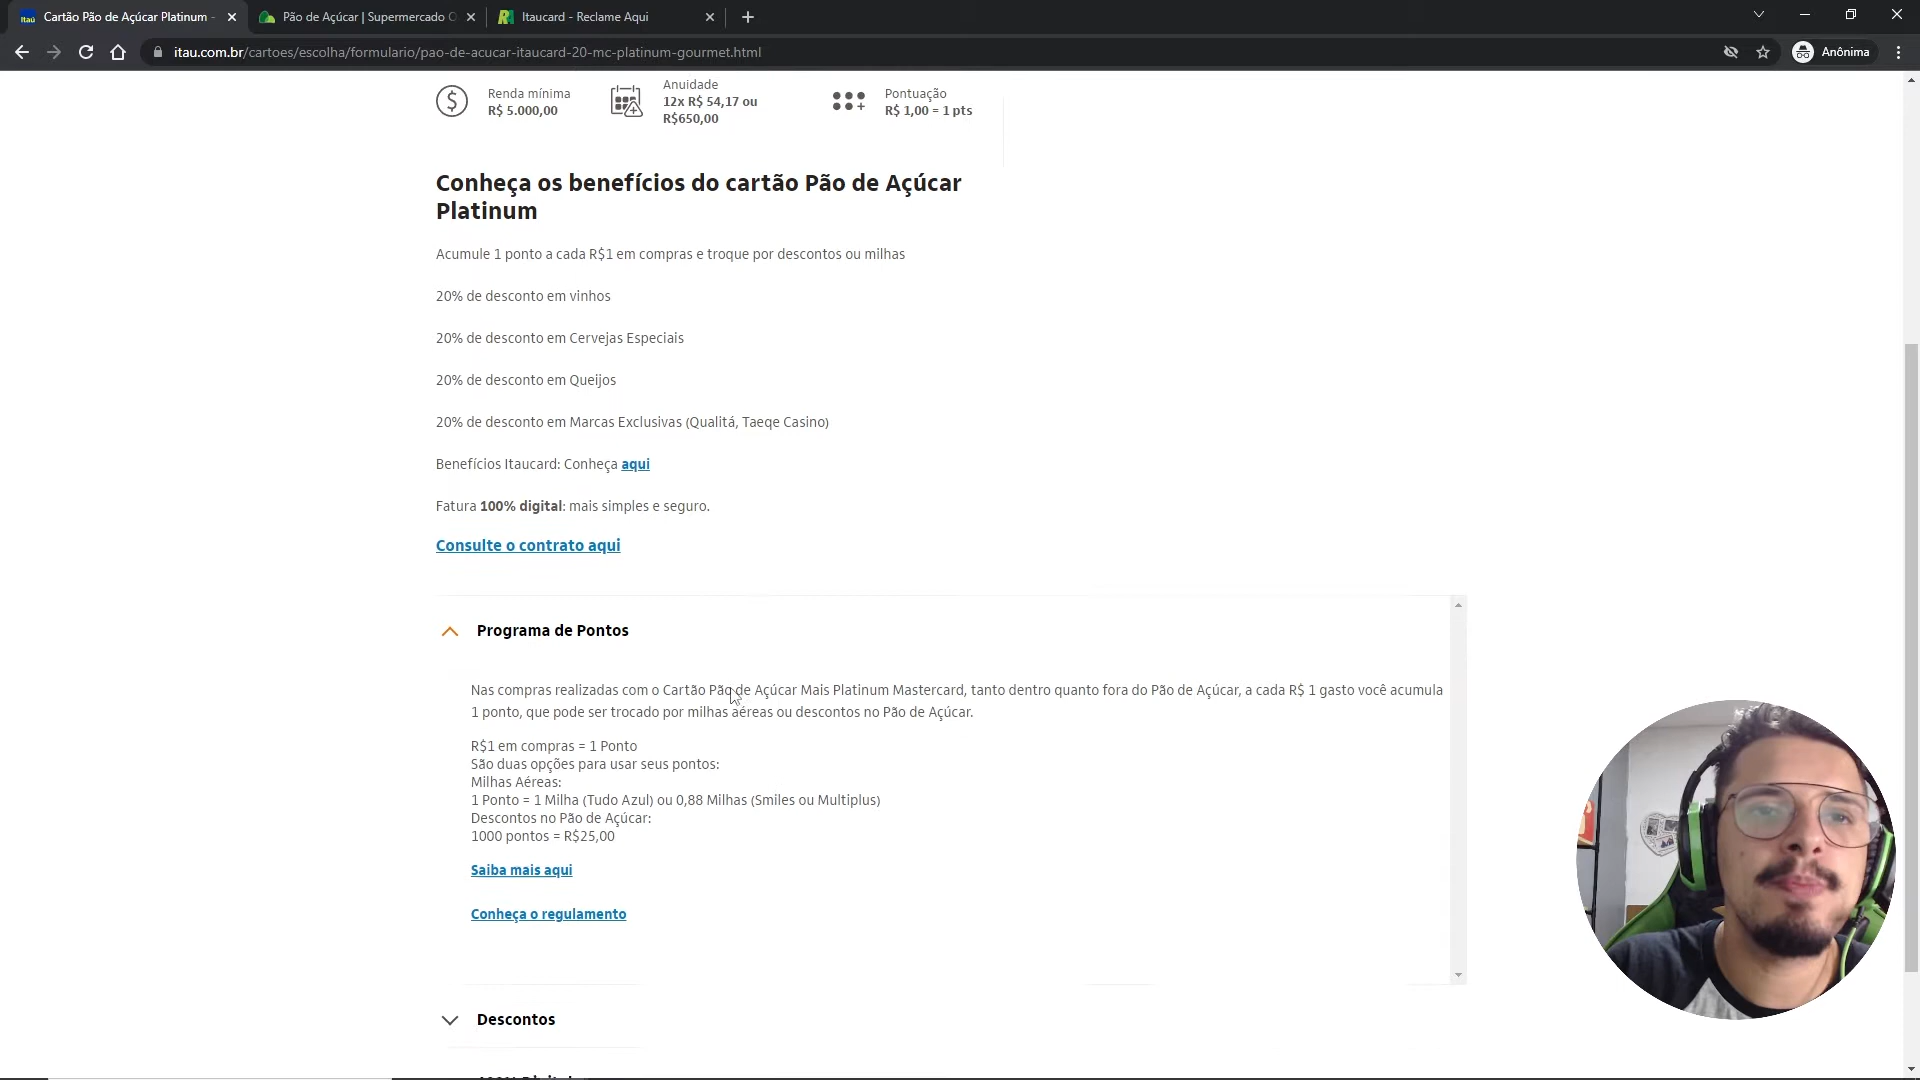 Cartão Pão de Açúcar Platinum -
Pão de Açúcar | Supermercado O
Itaucard - Reclame Aqui
itau.com.br/cartoes/escolha/formulario/pao-de-acucar-itaucard-20-mc-platinum-gourmet.html
Anônima
Renda mínima
R$ 5.000,00
Anuidade
12x R$ 54,17 ou
R$650,00
Pontuação
R$ 1,00 = 1 pts
Conheça os benefícios do cartão Pão de Açúcar
Platinum
Acumule 1 ponto a cada R$1 em compras e troque por descontos ou milhas
20% de desconto em vinhos
20% de desconto em Cervejas Especiais
20% de desconto em Queijos
20% de desconto em Marcas Exclusivas (Qualitá, Taeqe Casino)
Benefícios Itaucard: Conheça aqui
Fatura 100% digital: mais simples e seguro.
Consulte o contrato aqui
Programa de Pontos
Nas compras realizadas com o Cartão Pão de Açúcar Mais Platinum Mastercard, tanto dentro quanto fora do Pão de Açúcar, a cada R$ 1 gasto você acumula
1 ponto, que pode ser trocado por milhas aéreas ou descontos no Pão de Açúcar.
R$1 em compras = 1 Ponto
São duas opções para usar seus pontos:
Milhas Aéreas:
1 Ponto = 1 Milha (Tudo Azul) ou 0,88 Milhas (Smiles ou Multiplus)
Descontos no Pão de Açúcar:
1000 pontos = R$25,00
Saiba mais aqui
Conheça o regulamento
Descontos